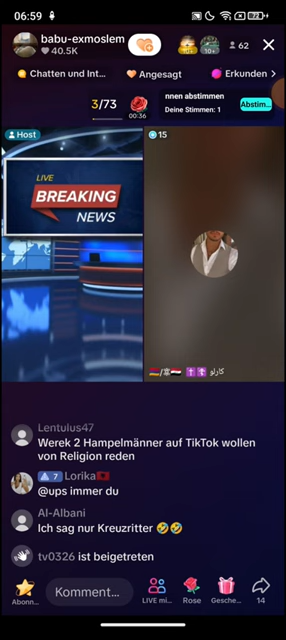 06:59
72
babu-exmoslem
40.5K
10+
62
Chatten und Int...
Angesagt
Erkunden
3/73
00:36
nnen abstimmen
Deine Stimmen: 1
Abstim...
Host
15
LIVE
BREAKING
NEWS
كارلو
Lentulus47
Werek 2 Hampelmänner auf TikTok wollen
von Religion reden
7 Lorika
@ups immer du
Al-Albani
Ich sag nur Kreuzritter 🤣🤣
tv0326 ist beigetreten
Kommentar...
Abonn...
LIVE mi...
Rose
Gesche...
14